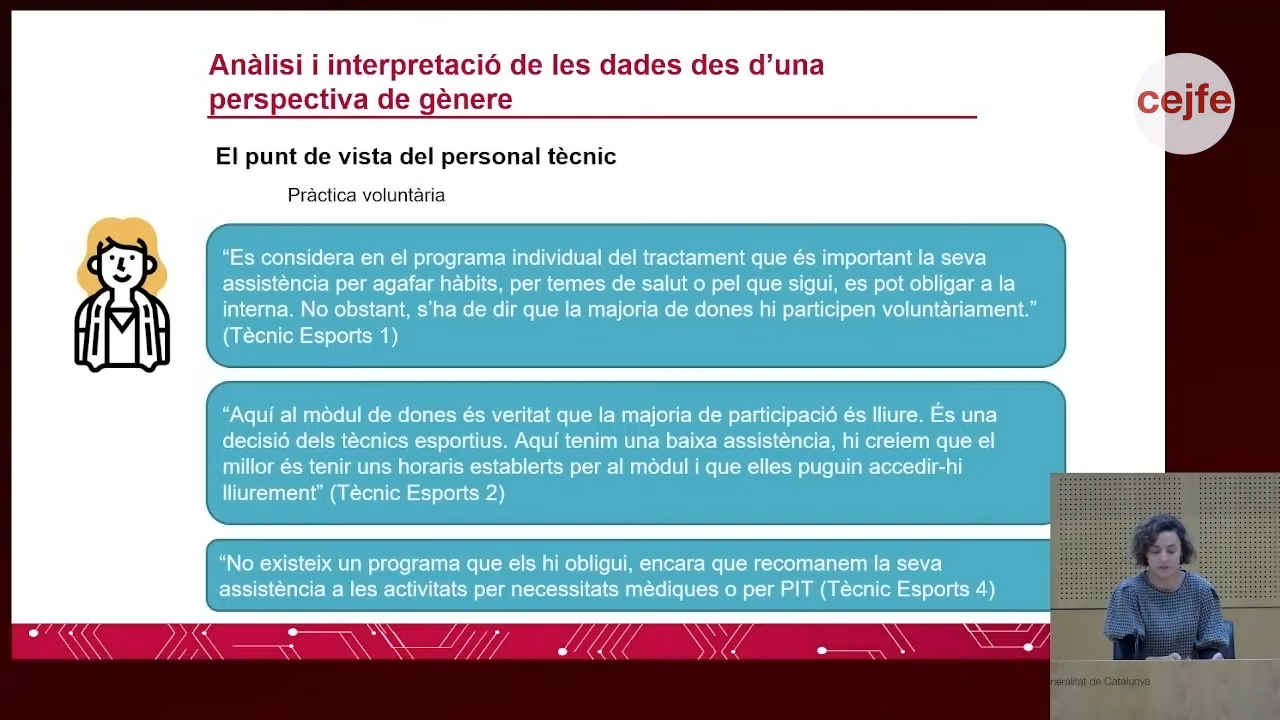 Anàlisi i interpretació de les dades des d’una
perspectiva de gènere
cejfe
El punt de vista del personal tècnic
Pràctica voluntària
“Es considera en el programa individual del tractament que és important la seva
assistència per agafar hàbits, per temes de salut o pel que sigui, es pot obligar a la
interna. No obstant, s’ha de dir que la majoria de dones hi participen voluntàriament.”
(Tècnic Esports 1)
“Aquí al mòdul de dones és veritat que la majoria de participació és lliure. És una
decisió dels tècnics esportius. Aquí tenim una baixa assistència, hi creiem que el
millor és tenir uns horaris establerts per al mòdul i que elles puguin accedir-hi
lliurement” (Tècnic Esports 2)
“No existeix un programa que els hi obligui, encara que recomanem la seva
assistència a les activitats per necessitats mèdiques o per PIT (Tècnic Esports 4)
neralitat de Catalunya